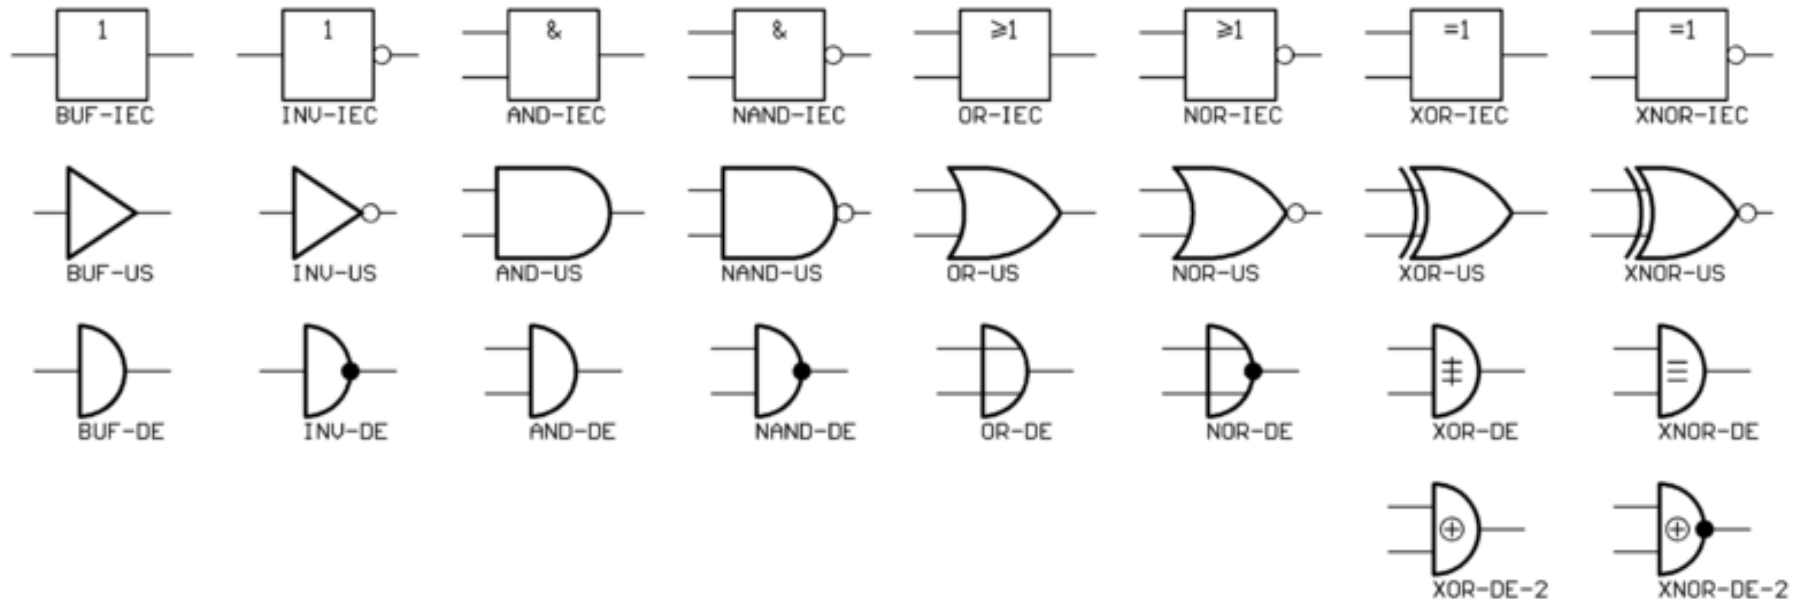 1 1 & & ≥1 ≥1 =1 =1
BUF-IEC INV-IEC AND-IEC NAND-IEC OR-IEC NOR-IEC XOR-IEC XNOR-IEC
BUF-US INV-US AND-US NAND-US OR-US NOR-US XOR-US XNOR-US
BUF-DE INV-DE AND-DE NAND-DE OR-DE NOR-DE XOR-DE XNOR-DE
XOR-DE-2 XNOR-DE-2